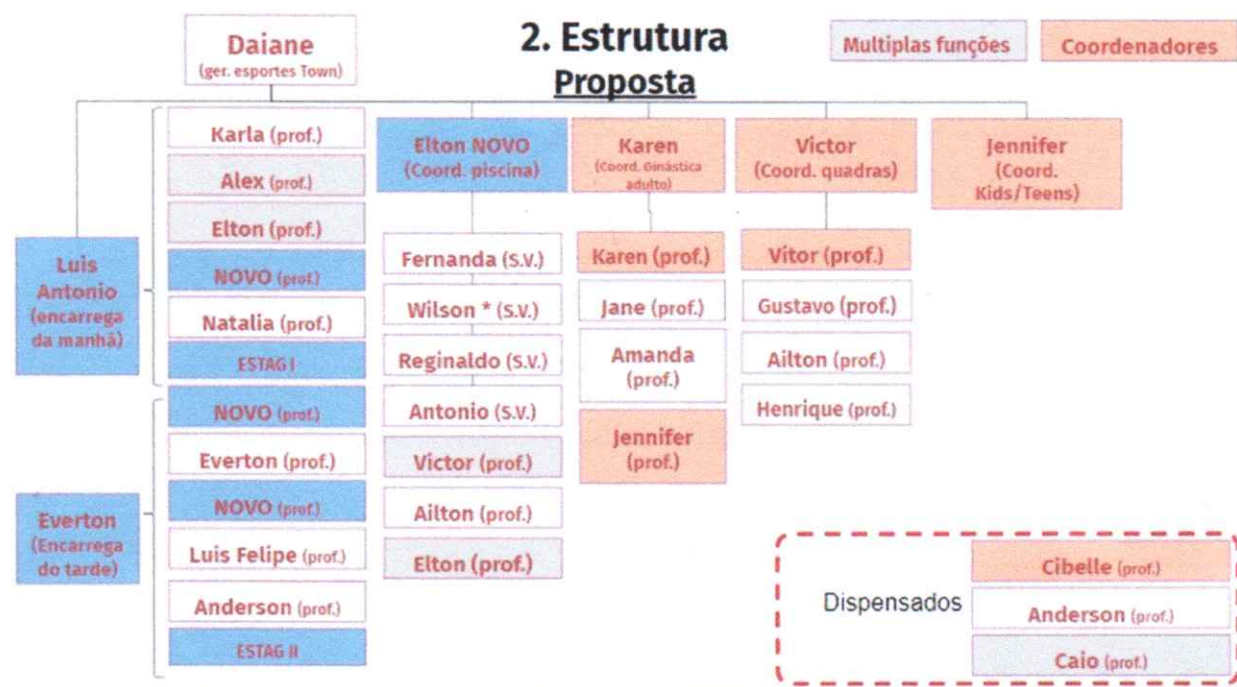 2. Estrutura
Proposta
Multiplas funções
Coordenadores
Daiane
(ger. esportes Town)
Luis
Antonio
(encarrega
da manhã)
Karla (prof.)
Alex (prof.)
Elton (prof.)
NOVO (prof.)
Natalia (prof.)
ESTAG I
Everton
(Encarrega
do tarde)
NOVO (prof.)
Everton (prof.)
NOVO (prof.)
Luis Felipe (prof.)
Anderson (prof.)
ESTAG II
Elton NOVO
(Coord. piscina)
Fernanda (S.V.)
Wilson * (S.V.)
Reginaldo (S.V.)
Antonio (S.V.)
Victor (prof.)
Ailton (prof.)
Elton (prof.)
Karen
(Coord. Ginástica
adulto)
Karen (prof.)
Jane (prof.)
Amanda
(prof.)
Jennifer
(prof.)
Victor
(Coord. quadras)
Vitor (prof.)
Gustavo (prof.)
Ailton (prof.)
Henrique (prof.)
Jennifer
(Coord.
Kids/Teens)
Dispensados
Cibelle (prof.)
Anderson (prof.)
Caio (prof.)